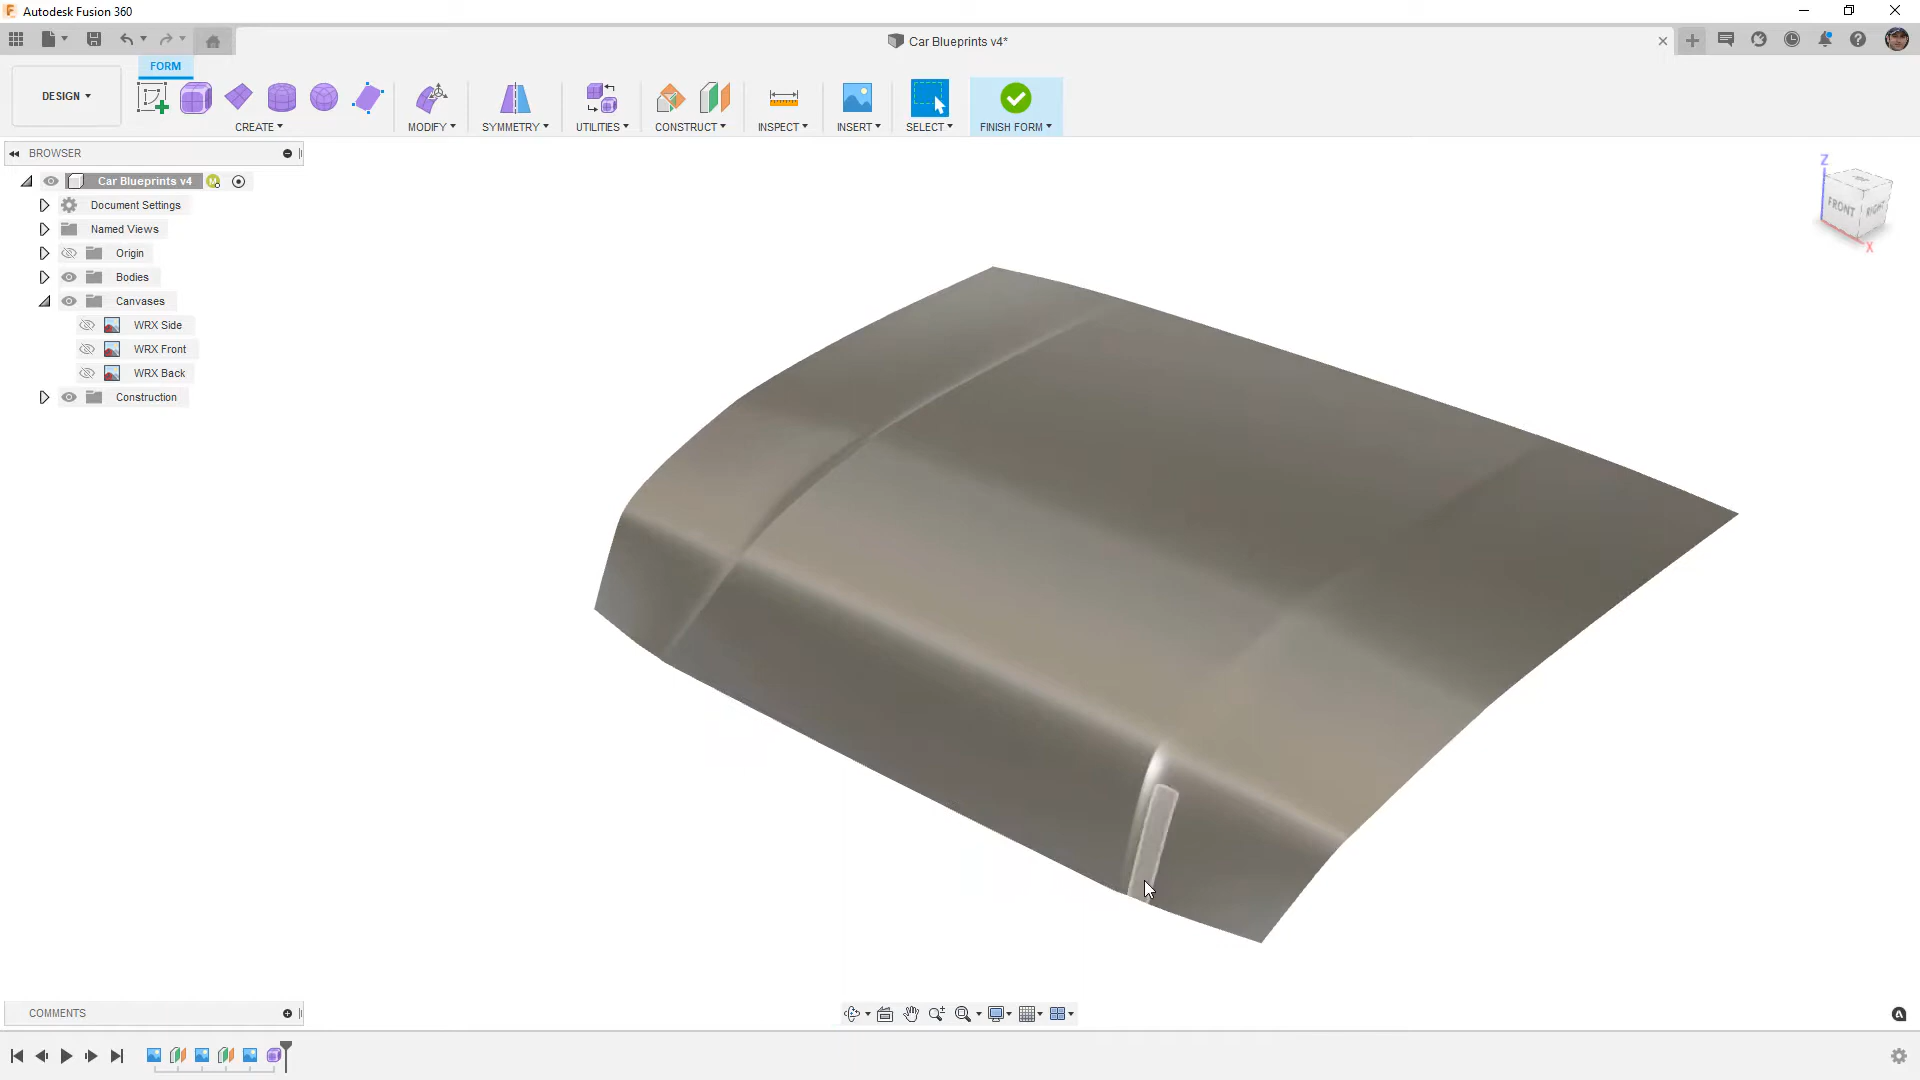 Autodesk Fusion 360
Car Blueprints v4*
FORM
DESIGN
CREATE
MODIFY
SYMMETRY
UTILITIES
CONSTRUCT
INSPECT
INSERT
SELECT
FINISH FORM
BROWSER
Car Blueprints v4
Document Settings
Named Views
Origin
Bodies
Canvases
WRX Side
WRX Front
WRX Back
Construction
Z
TOP
FRONT
RIGHT
X
COMMENTS